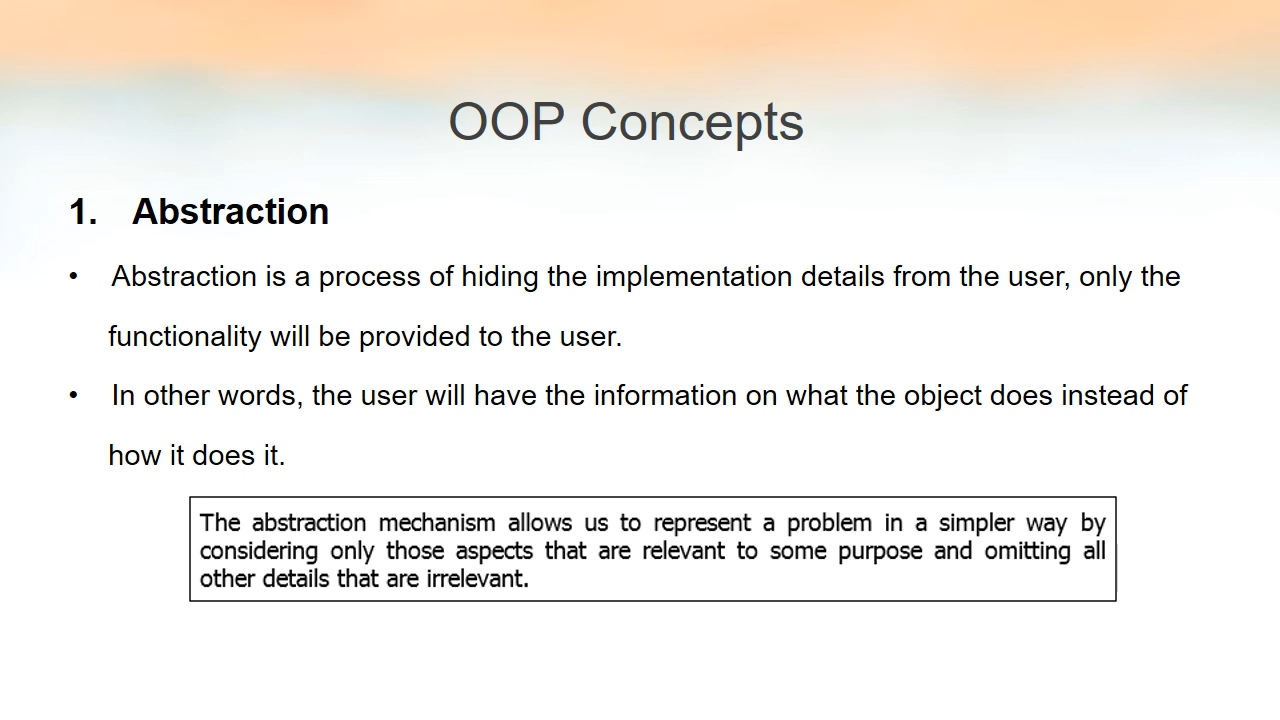 OOP Concepts
1. Abstraction
• Abstraction is a process of hiding the implementation details from the user, only the
functionality will be provided to the user.
• In other words, the user will have the information on what the object does instead of
how it does it.
The abstraction mechanism allows us to represent a problem in a simpler way by
considering only those aspects that are relevant to some purpose and omitting all
other details that are irrelevant.